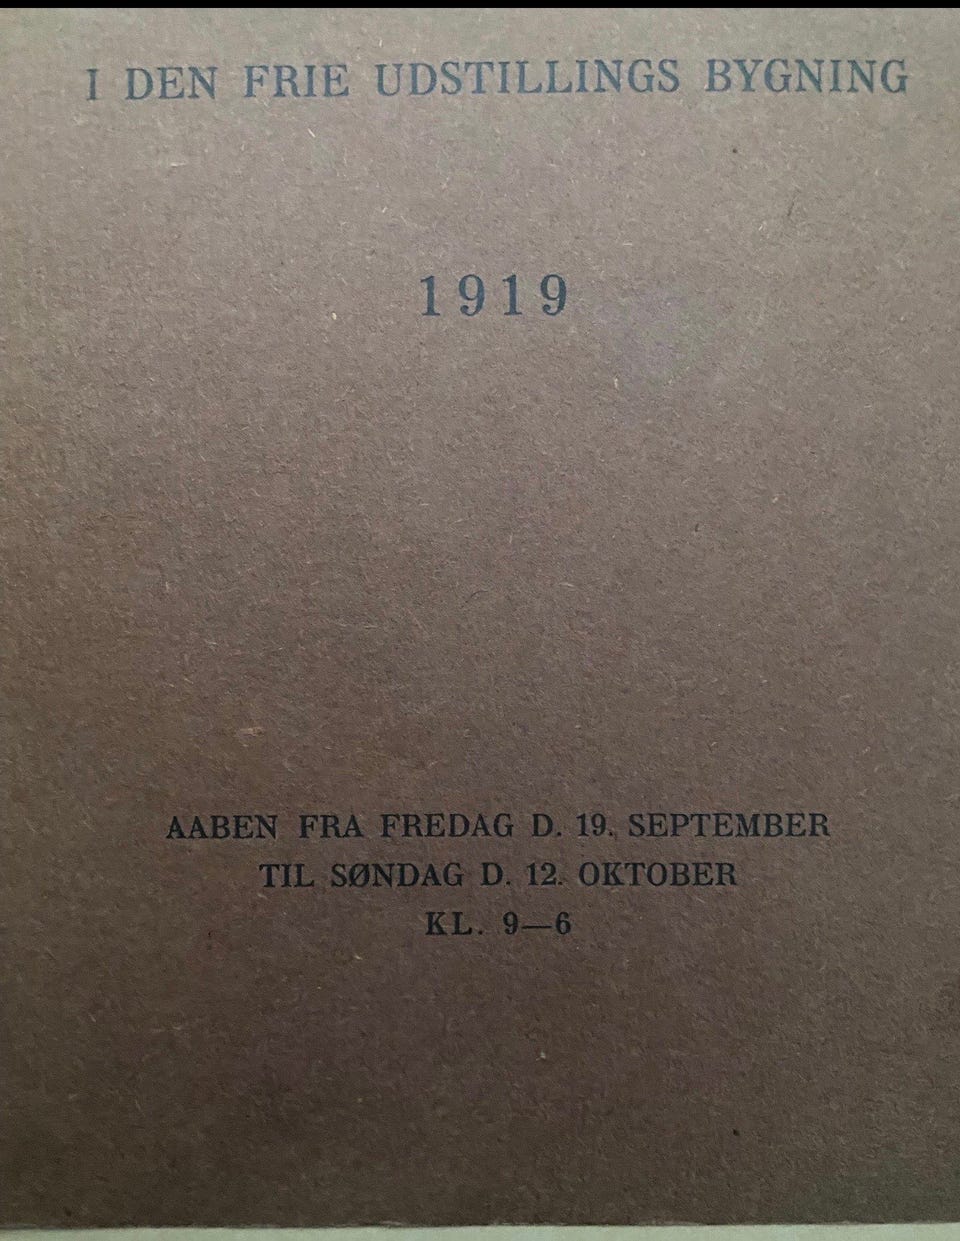 I DEN FRIE UDSTILLINGS BYGNING
1919
AABEN FRA FREDAG D. 19. SEPTEMBER
TIL SØNDAG D. 12. OKTOBER
KL. 9—6